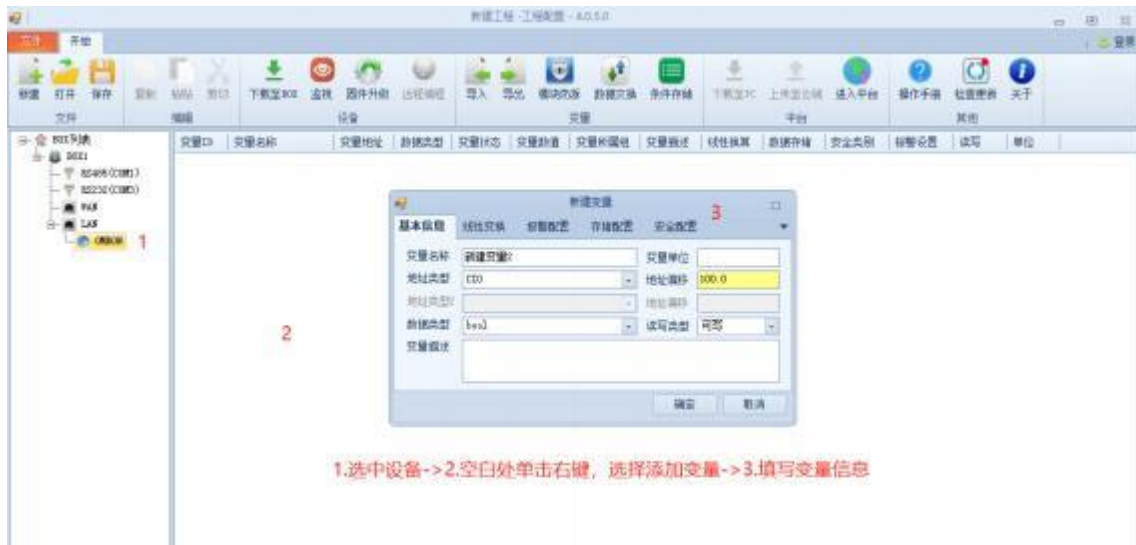 新建工程-工程配置 - A.0.5.0
文件 开始 登录
新建 打开 保存 复制 粘贴 剪切 下载至BOX 监视 固件升级 远程编程 导入 导出 数据交换 条件存储 下载至PC 上传至云端 进入平台 操作手册 检查更新 关于
文件 编辑 设备 变量 平台 其他
BOX列表
BOX1
RS485(COM1)
RS232(COM3)
WAN
LAN
1
变量ID 变量名称 变量地址 数据类型 变量状态 变量数值 变量所属组 变量描述 线性换算 数据存储 安全类别 报警设置 读写 单位
新建变量
3
基本信息 线性变换 报警配置 存储配置 安全配置
变量名称 新建变量2 变量单位
地址类型 CIO 地址偏移 100.0
地址类型2 地址偏移
数据类型 bool 读写类型 可写
变量描述
2
确定 取消
1.选中设备->2.空白处单击右键，选择添加变量->3.填写变量信息